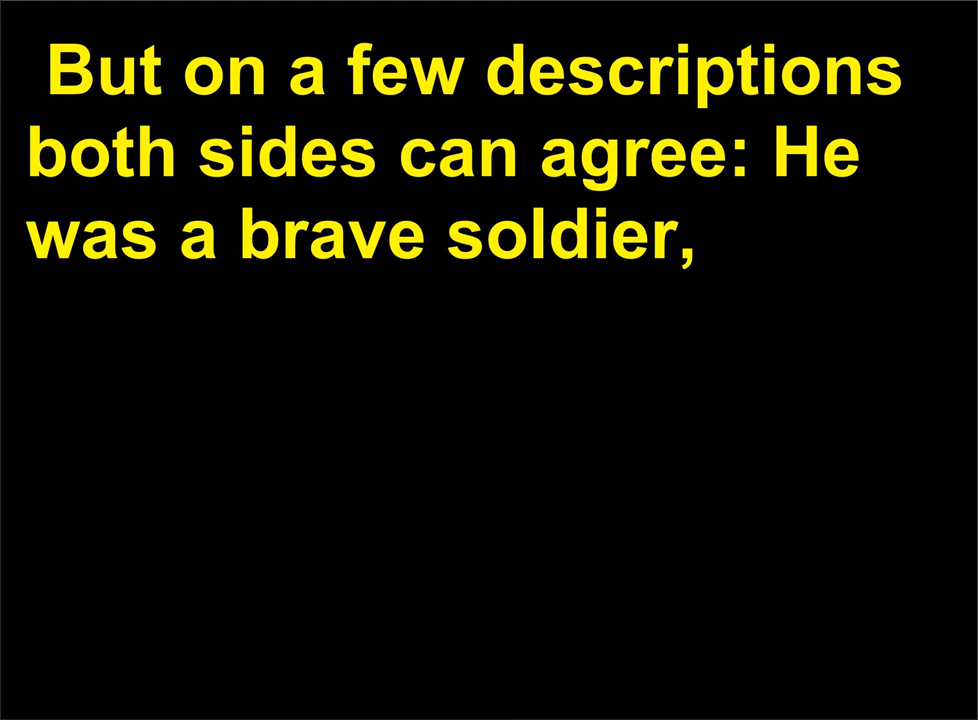 But on a few descriptions
both sides can agree: He
was a brave soldier,